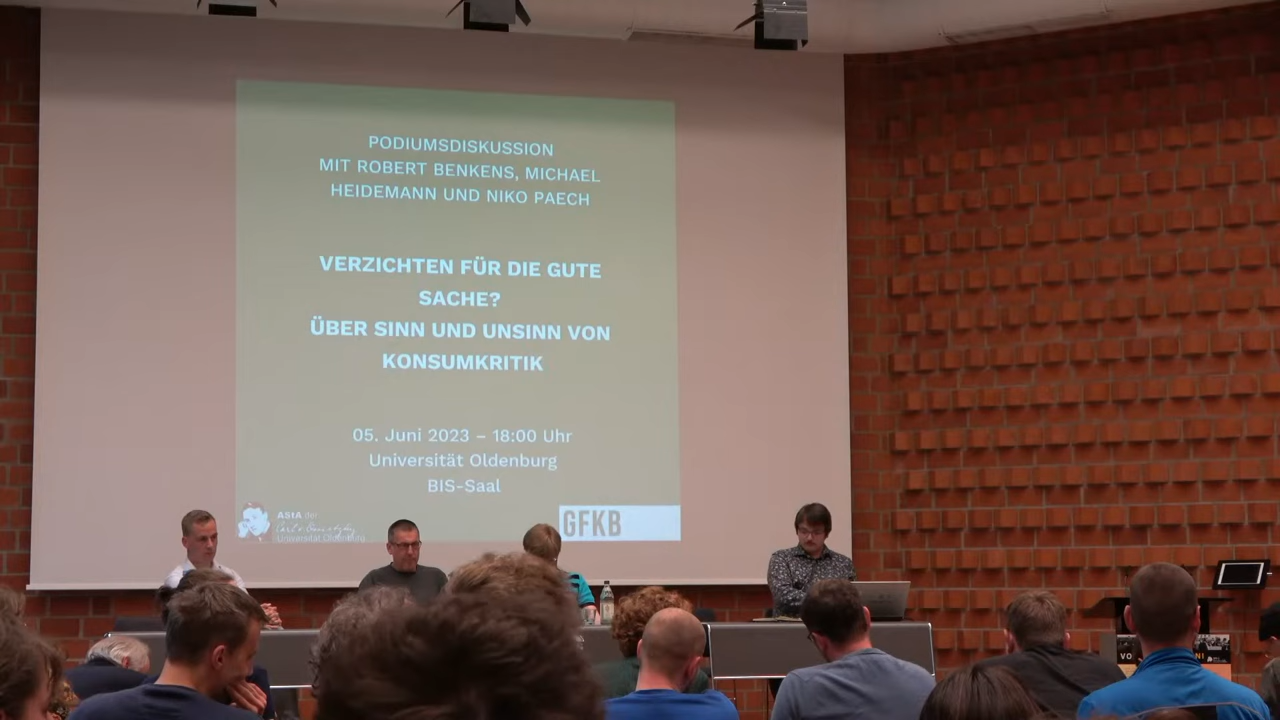 PODIUMSDISKUSSION
MIT ROBERT BENKENS, MICHAEL
HEIDEMANN UND NIKO PAECH
VERZICHTEN FÜR DIE GUTE
SACHE?
ÜBER SINN UND UNSINN VON
KONSUMKRITIK
05. Juni 2023 – 18:00 Uhr
Universität Oldenburg
BIS-Saal
AStA der
Universität Oldenburg
GFKB